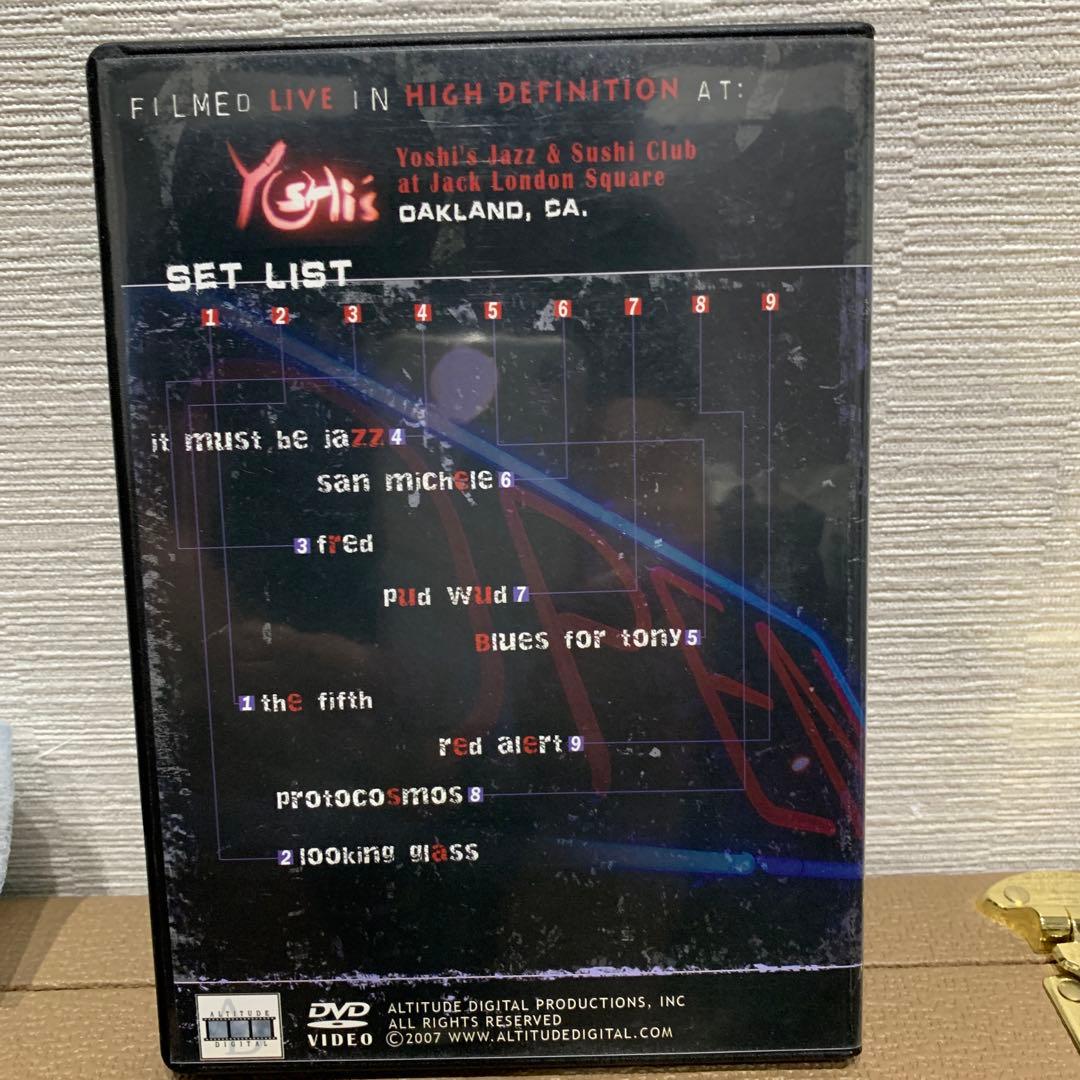 FILMED LIVE IN HIGH DEFINITION AT:
YOSHi's
Yoshi's Jazz & Sushi Club
at Jack London Square
OAKLAND, CA.
SET LIST
1 2 3 4 5 6 7 8 9
it must be jazz 4
san michele 6
3 fred
pud wud 7
Blues for tony 5
1 the fifth
red alert 9
protocosmos 8
2 looking glass
ALTITUDE
DIGITAL
DVD
VIDEO
ALTITUDE DIGITAL PRODUCTIONS, INC
ALL RIGHTS RESERVED
©2007 WWW.ALTITUDEDIGITAL.COM